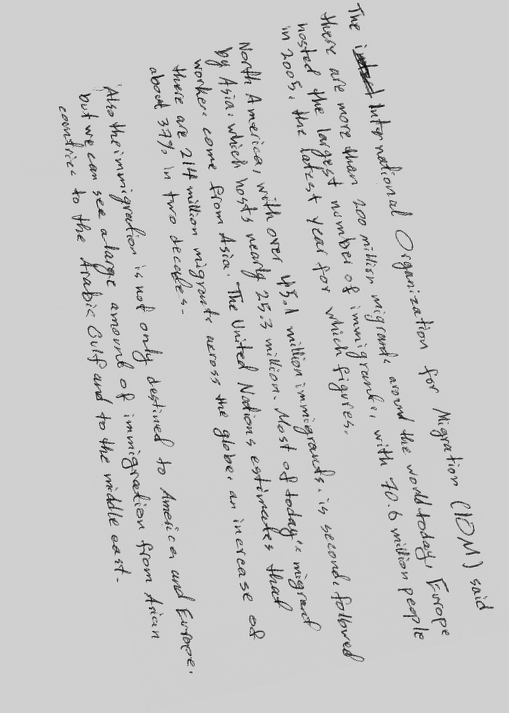 The International Organization for Migration (IOM) said
there are more than 200 million migrants around the world today, Europe
hosted the largest number of immigrants, with 70.6 million people
in 2005, the latest year for which figures.
North America, with over 45.1 million immigrants, is second, followed
by Asia, which hosts nearly 25.3 million. Most of today's migrant
workers come from Asia. The United Nations estimates that
there are 214 million migrants across the globe, an increase of
about 37% in two decades.
Also the immigration is not only destined to America and Europe,
but we can see a large amount of immigration from Asian
countries to the Arabic Gulf and to the middle east.